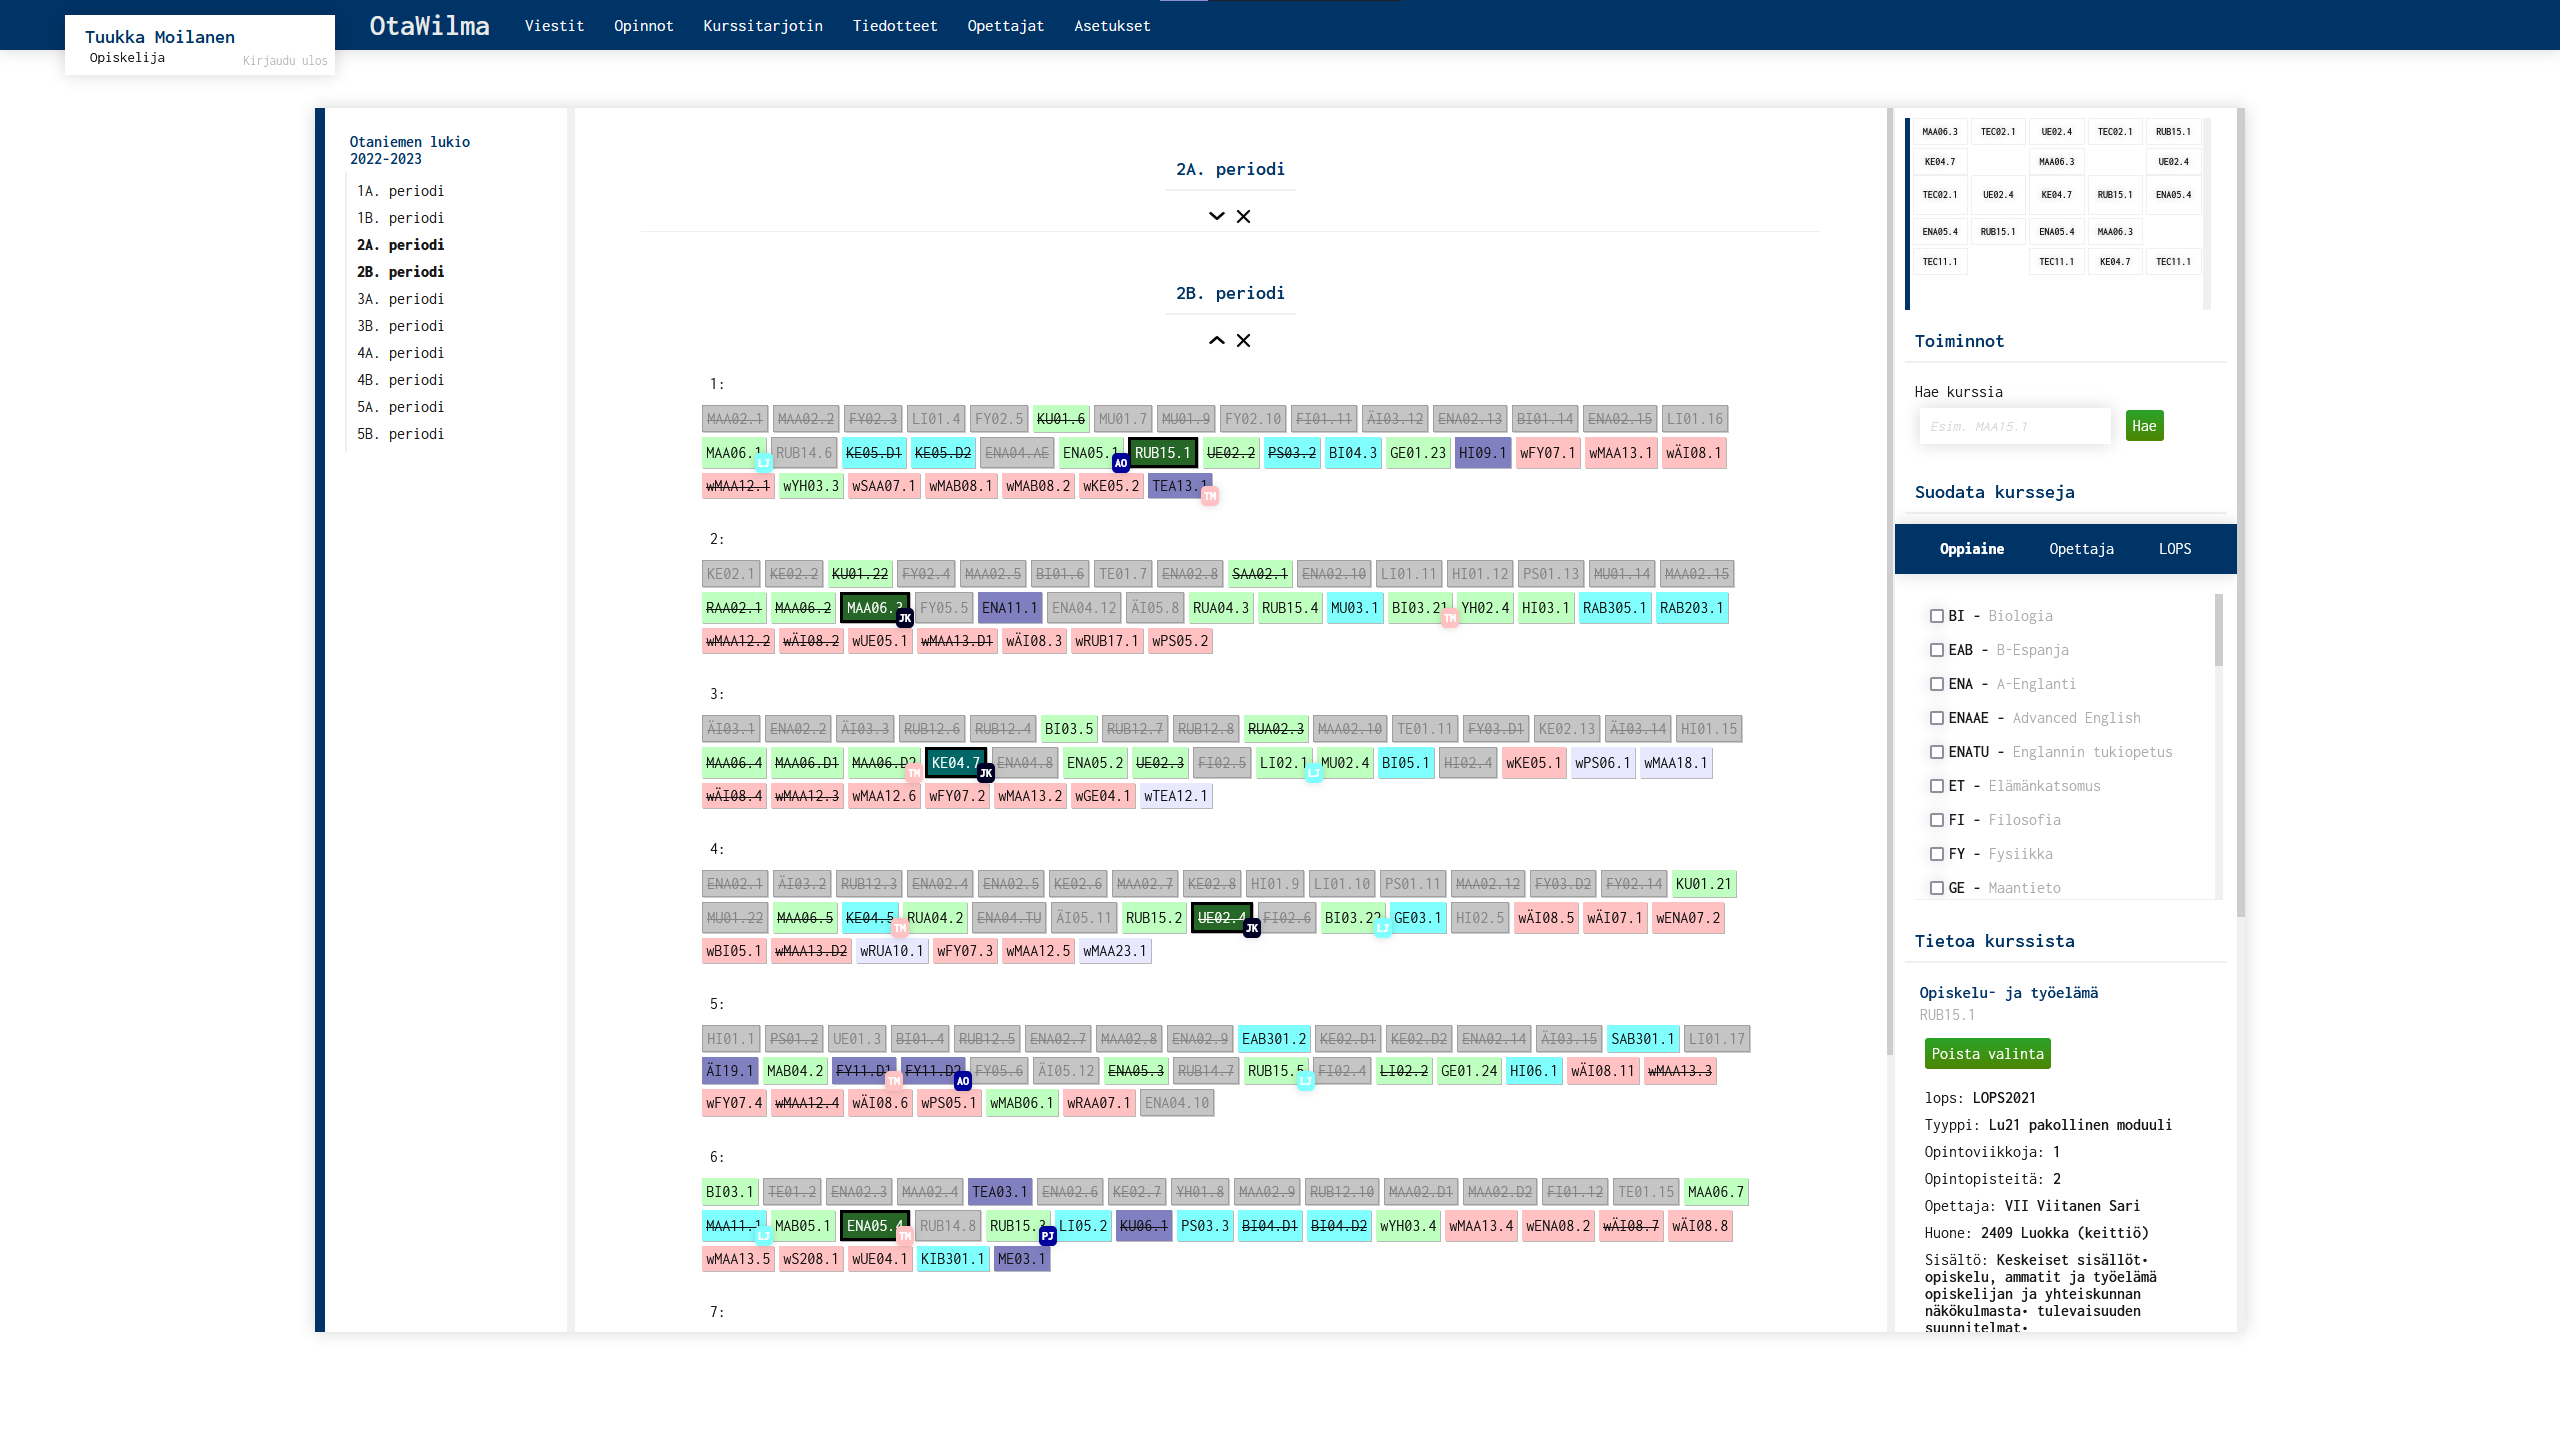 OtaWilma Viestit Opinnot Kurssitarjotin Tiedotteet Opettajat Asetukset
Tuukka Moilanen
Opiskelija
Kirjaudu ulos
Otaniemen lukio
2022-2023
1A. periodi
1B. periodi
2A. periodi
2B. periodi
3A. periodi
3B. periodi
4A. periodi
4B. periodi
5A. periodi
5B. periodi
2A. periodi
2B. periodi
1:
MAA02.1 MAA02.2 FY02.3 LI01.4 FY02.5 KU01.6 MU01.7 MU01.9 FY02.10 FI01.11 ÄI03.12 ENA02.13 BI01.14 ENA02.15 LI01.16
MAA06.1 LJ RUB14.6 KE05.D1 KE05.D2 ENA04.AE ENA05.1 AO RUB15.1 UE02.2 PS03.2 BI04.3 GE01.23 HI09.1 wFY07.1 wMAA13.1 wÄI08.1
wMAA12.1 wYH03.3 wSAA07.1 wMAB08.1 wMAB08.2 wKE05.2 TEA13.1 TM
2:
KE02.1 KE02.2 KU01.22 FY02.4 MAA02.5 BI01.6 TE01.7 ENA02.8 SAA02.1 ENA02.10 LI01.11 HI01.12 PS01.13 MU01.14 MAA02.15
RAA02.1 MAA06.2 MAA06.3 JK FY05.5 ENA11.1 ENA04.12 ÄI05.8 RUA04.3 RUB15.4 MU03.1 BI03.21 TM YH02.4 HI03.1 RAB305.1 RAB203.1
wMAA12.2 wÄI08.2 wUE05.1 wMAA13.D1 wÄI08.3 wRUB17.1 wPS05.2
3:
ÄI03.1 ENA02.2 ÄI03.3 RUB12.6 RUB12.4 BI03.5 RUB12.7 RUB12.8 RUA02.3 MAA02.10 TE01.11 FY03.D1 KE02.13 ÄI03.14 HI01.15
MAA06.4 MAA06.D1 MAA06.D2 TM KE04.7 JK ENA04.8 ENA05.2 UE02.3 FI02.5 LI02.1 LJ MU02.4 BI05.1 HI02.4 wKE05.1 wPS06.1 wMAA18.1
wÄI08.4 wMAA12.3 wMAA12.6 wFY07.2 wMAA13.2 wGE04.1 wTEA12.1
4:
ENA02.1 ÄI03.2 RUB12.3 ENA02.4 ENA02.5 KE02.6 MAA02.7 KE02.8 HI01.9 LI01.10 PS01.11 MAA02.12 FY03.D2 FY02.14 KU01.21
MU01.22 MAA06.5 KE04.5 TM RUA04.2 ENA04.TU ÄI05.11 RUB15.2 UE02.4 JK FI02.6 BI03.22 LJ GE03.1 HI02.5 wÄI08.5 wÄI07.1 wENA07.2
wBI05.1 wMAA13.D2 wRUA10.1 wFY07.3 wMAA12.5 wMAA23.1
5:
HI01.1 PS01.2 UE01.3 BI01.4 RUB12.5 ENA02.7 MAA02.8 ENA02.9 EAB301.2 KE02.D1 KE02.D2 ENA02.14 ÄI03.15 SAB301.1 LI01.17
ÄI19.1 MAB04.2 FY11.D1 TM FY11.D2 AO FY05.6 ÄI05.12 ENA05.3 RUB14.7 RUB15.5 LJ FI02.4 LI02.2 GE01.24 HI06.1 wÄI08.11 wMAA13.3
wFY07.4 wMAA12.4 wÄI08.6 wPS05.1 wMAB06.1 wRAA07.1 ENA04.10
6:
BI03.1 TE01.2 ENA02.3 MAA02.4 TEA03.1 ENA02.6 KE02.7 YH01.8 MAA02.9 RUB12.10 MAA02.D1 MAA02.D2 FI01.12 TE01.15 MAA06.7
MAA11.1 LJ MAB05.1 ENA05.4 TM RUB14.8 RUB15.3 PJ LI05.2 KU06.1 PS03.3 BI04.D1 BI04.D2 wYH03.4 wMAA13.4 wENA08.2 wÄI08.7 wÄI08.8
wMAA13.5 wS208.1 wUE04.1 KIB301.1 ME03.1
7:
MAA06.3 TEC02.1 UE02.4 TEC02.1 RUB15.1
KE04.7 MAA06.3 UE02.4
TEC02.1 UE02.4 KE04.7 RUB15.1 ENA05.4
ENA05.4 RUB15.1 ENA05.4 MAA06.3
TEC11.1 TEC11.1 KE04.7 TEC11.1
Toiminnot
Hae kurssia
Esim. MAA15.1 Hae
Suodata kursseja
Oppiaine Opettaja LOPS
BI - Biologia
EAB - B-Espanja
ENA - A-Englanti
ENAAE - Advanced English
ENATU - Englannin tukiopetus
ET - Elämänkatsomus
FI - Filosofia
FY - Fysiikka
GE - Maantieto
Tietoa kurssista
Opiskelu- ja työelämä
RUB15.1
Poista valinta
lops: LOPS2021
Tyyppi: Lu21 pakollinen moduuli
Opintoviikkoja: 1
Opintopisteitä: 2
Opettaja: VII Viitanen Sari
Huone: 2409 Luokka (keittiö)
Sisältö: Keskeiset sisällöt•
opiskelu, ammatit ja työelämä
opiskelijan ja yhteiskunnan
näkökulmasta• tulevaisuuden
suunnitelmat•